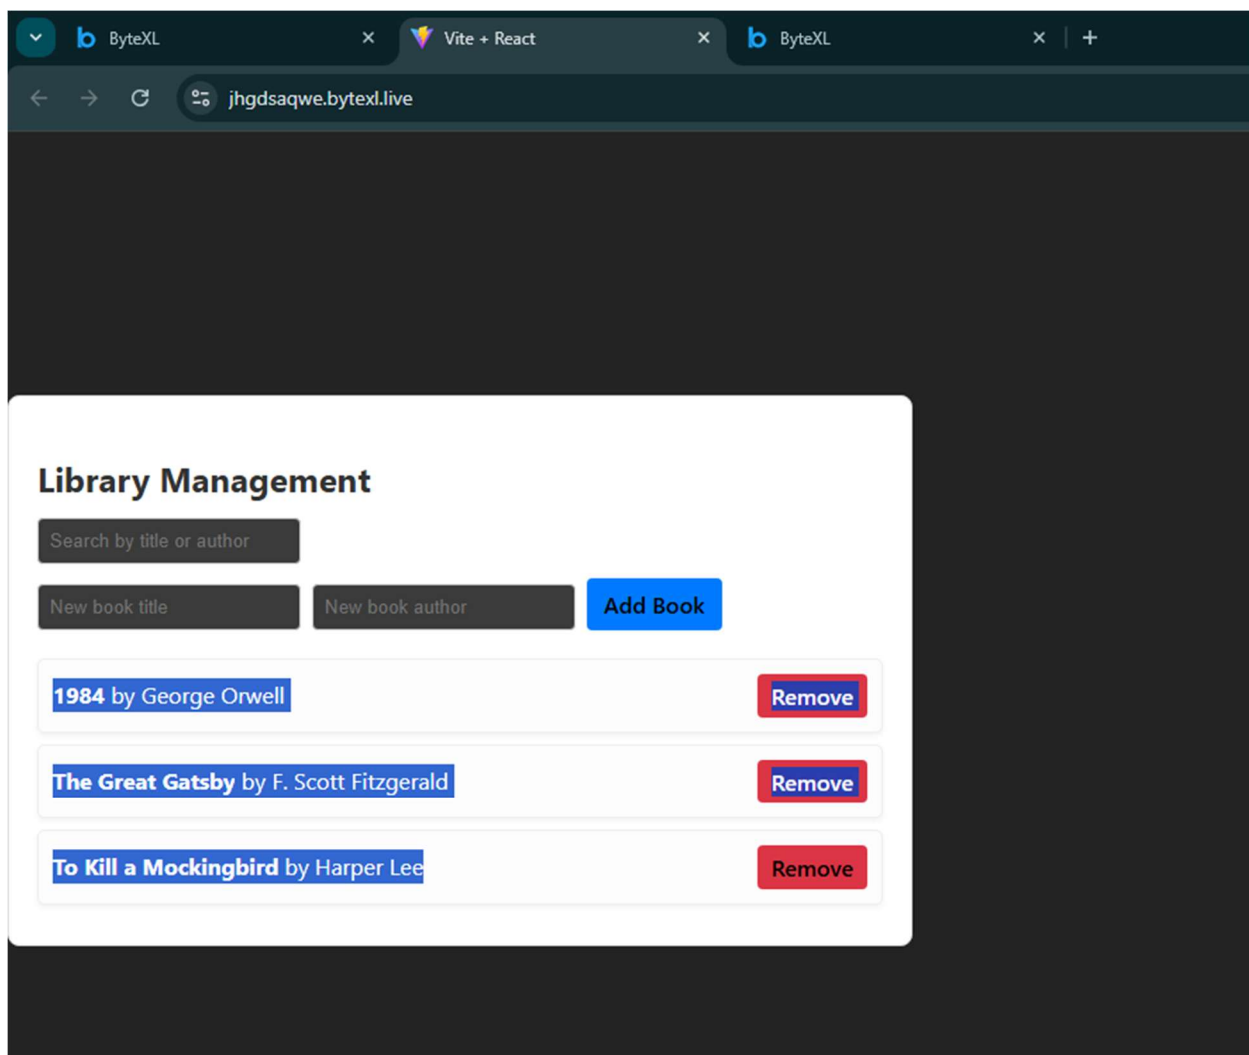 ByteXL Vite + React ByteXL
jhgdsaqwe.bytexl.live
Library Management
Search by title or author
New book title New book author Add Book
1984 by George Orwell Remove
The Great Gatsby by F. Scott Fitzgerald Remove
To Kill a Mockingbird by Harper Lee Remove